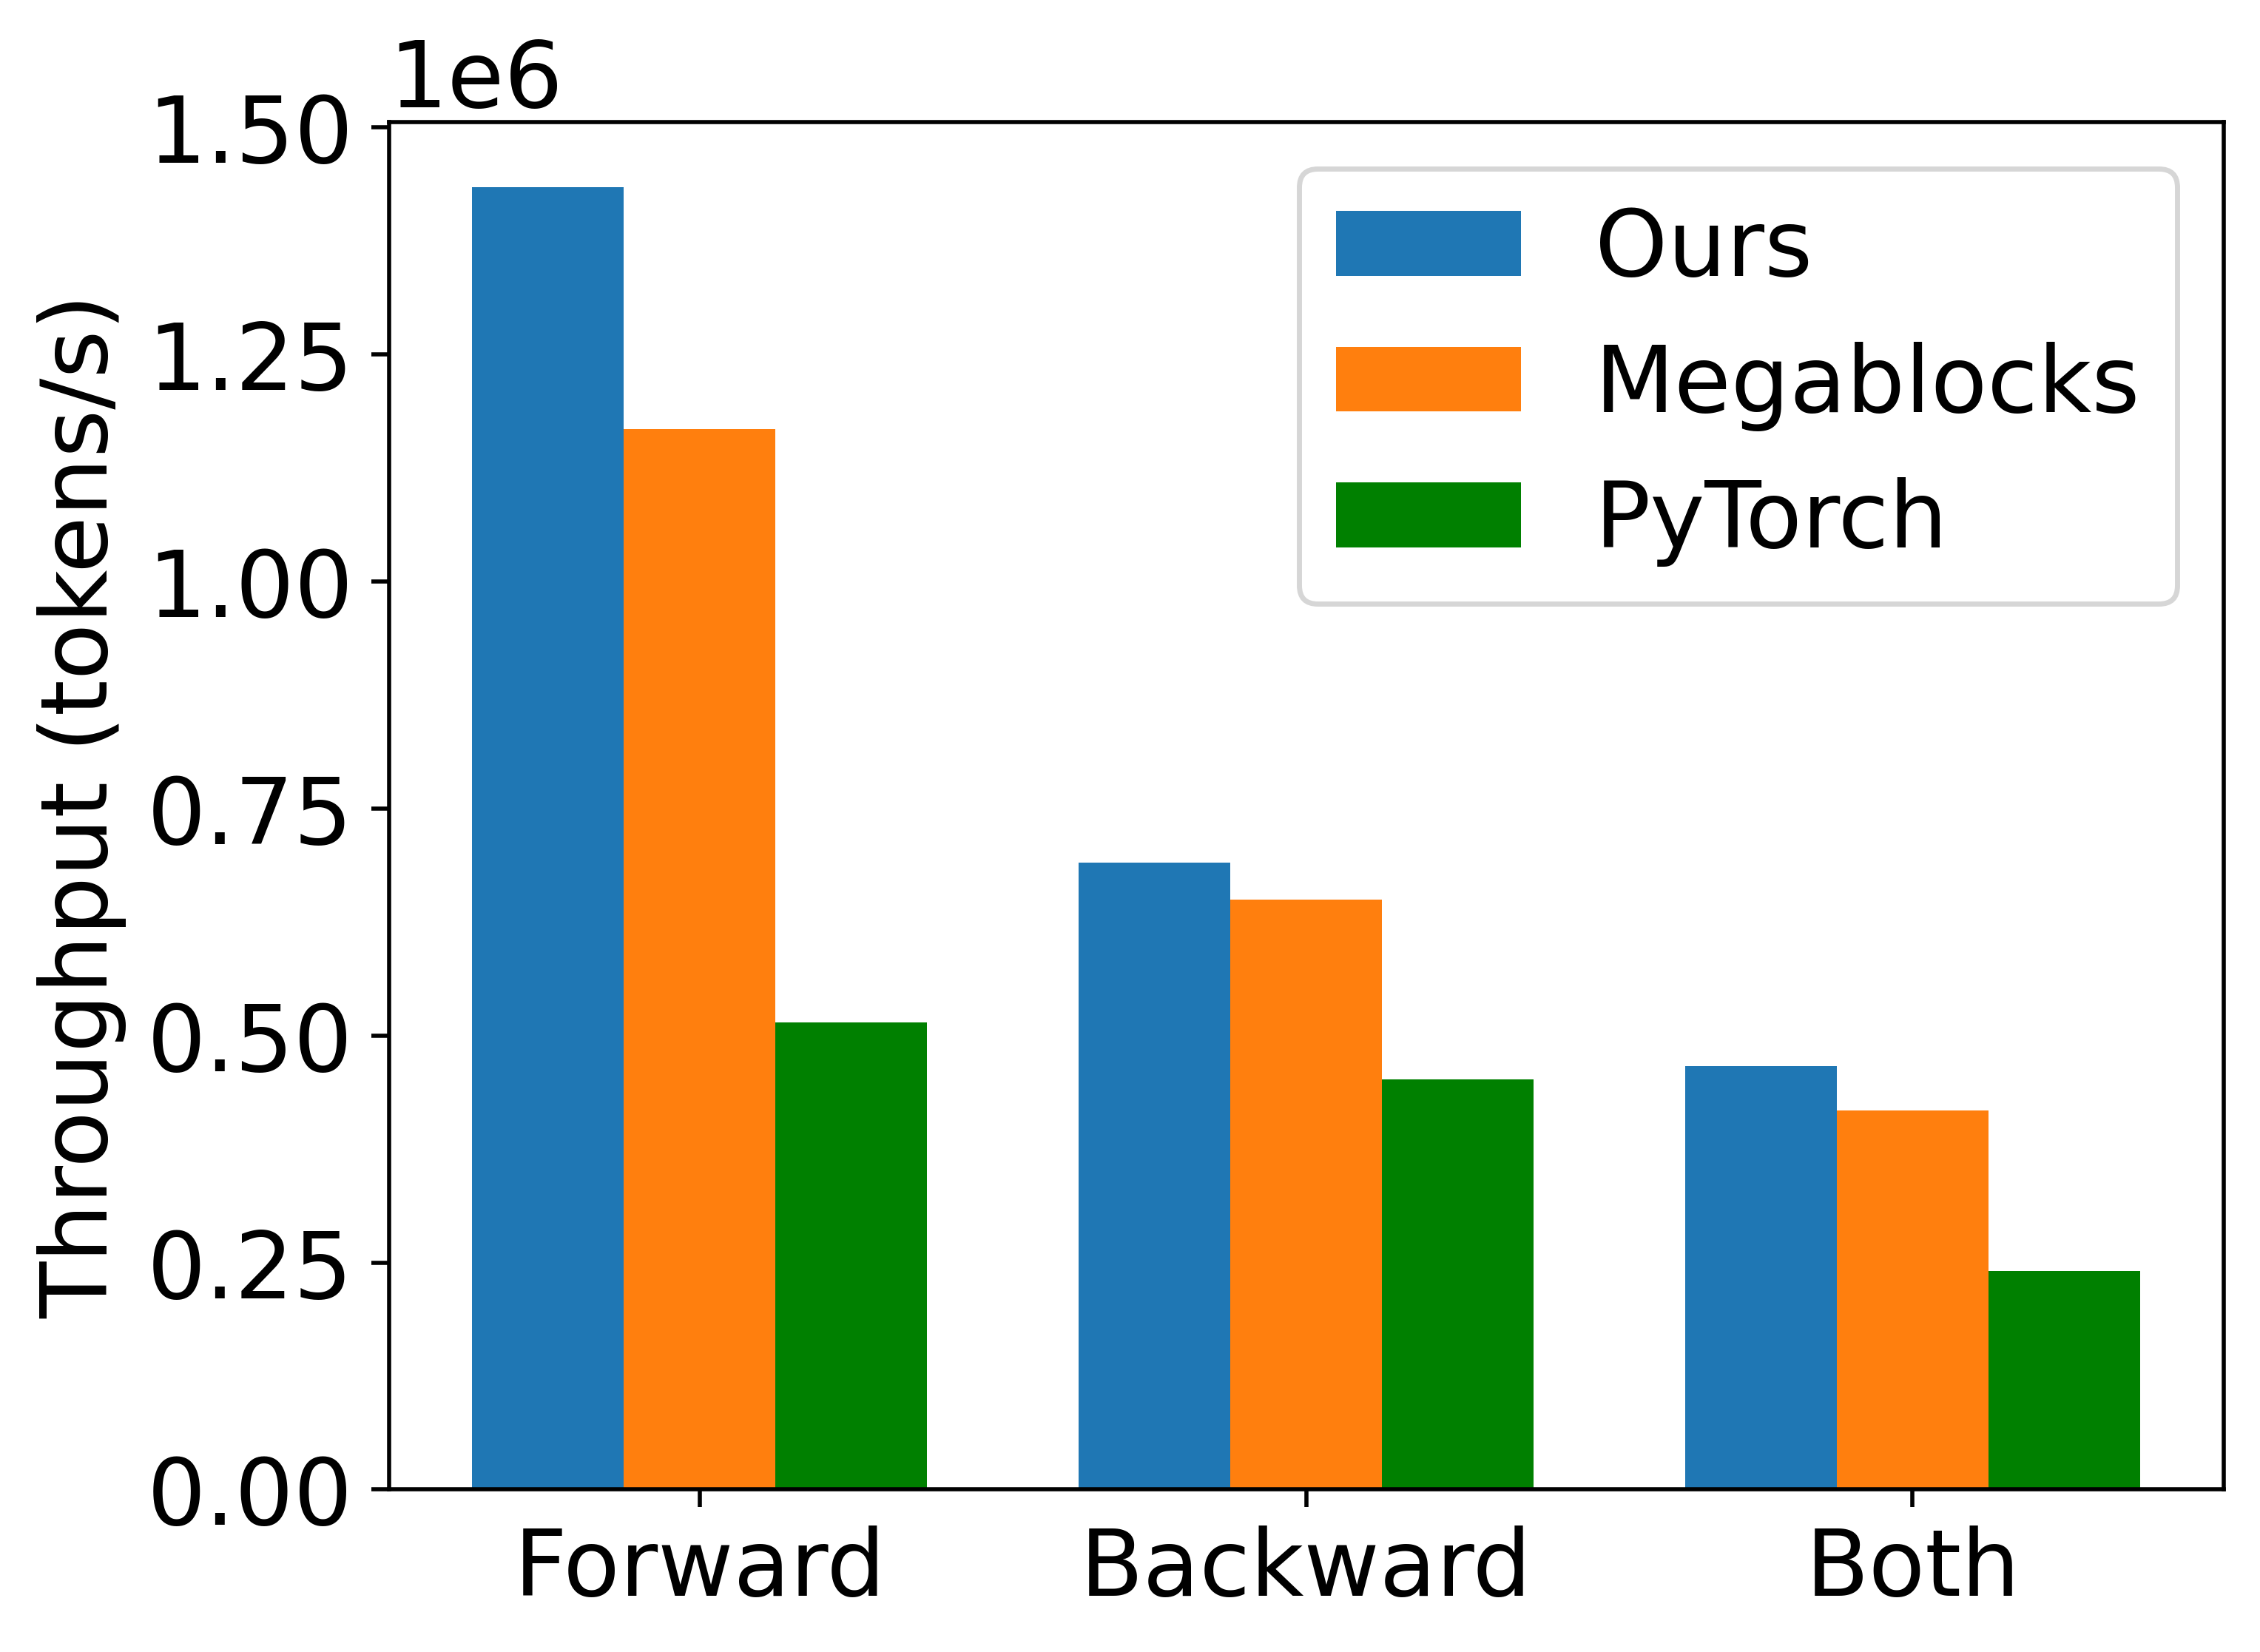 1e6
1.50
1.25
1.00
0.75
0.50
0.25
0.00
Throughput (tokens/s)
Ours
Megablocks
PyTorch
Forward
Backward
Both